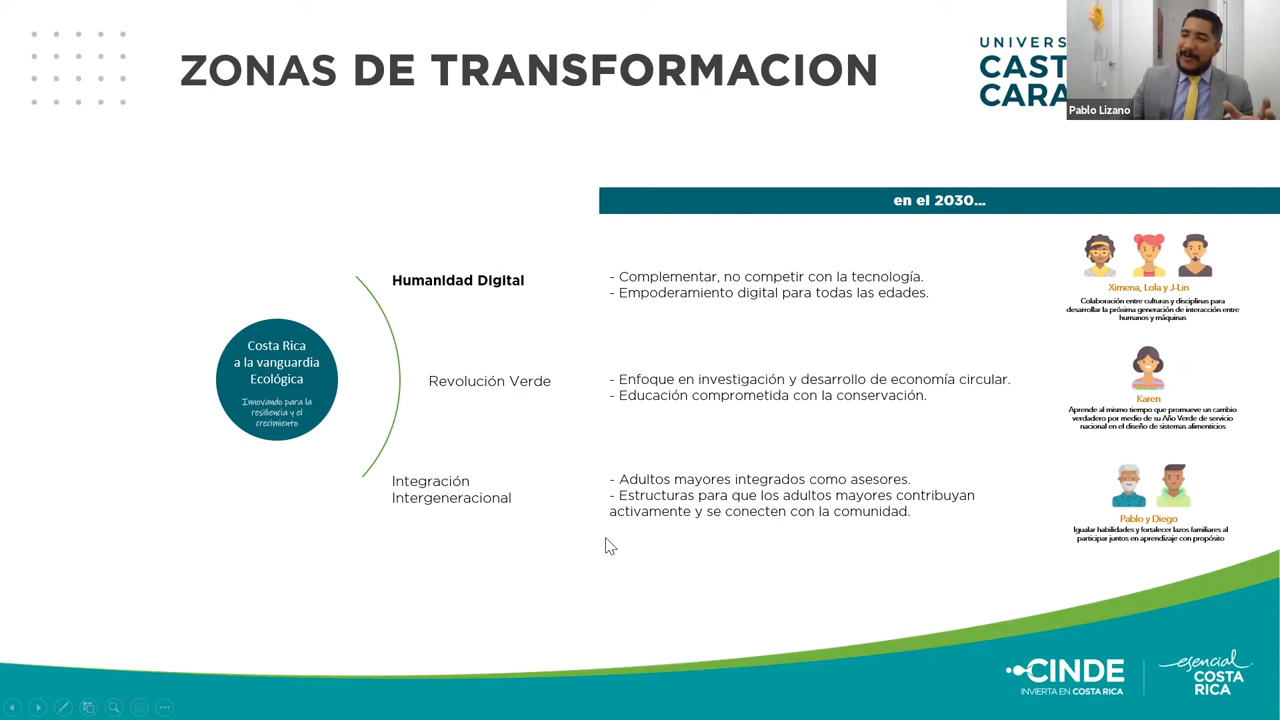 ZONAS DE TRANSFORMACION
UNIVERS
CAST
CARA
Pablo Lizano
en el 2030...
Humanidad Digital
- Complementar, no competir con la tecnología.
- Empoderamiento digital para todas las edades.
Ximena, Lola y J-Lin
Colaboración entre culturas y disciplinas para
desarrollar la próxima generación de interacción entre
humanos y máquinas
Costa Rica
a la vanguardia
Ecológica
Innovando para la
resiliencia y el
crecimiento
Revolución Verde
- Enfoque en investigación y desarrollo de economía circular.
- Educación comprometida con la conservación.
Karen
Aprende al mismo tiempo que promueve un cambio
verdadero por medio de su Año Verde de servicio
nacional en el diseño de sistemas alimenticios
Integración
Intergeneracional
- Adultos mayores integrados como asesores.
- Estructuras para que los adultos mayores contribuyan
activamente y se conecten con la comunidad.
Pablo y Diego
Igualar habilidades y fortalecer lazos familiares al
participar juntos en aprendizaje con propósito
CINDE
INVIERTA EN COSTA RICA
esencial
COSTA
RICA